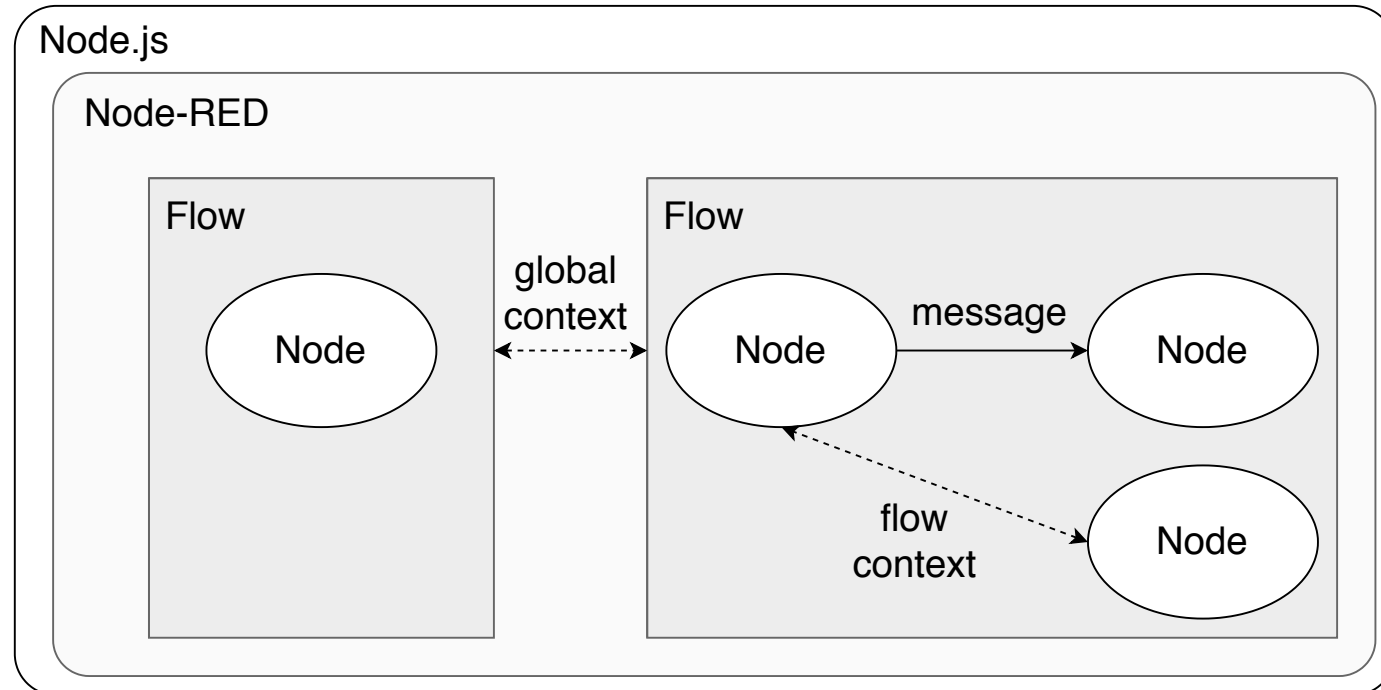 Node.js
Node-RED
Flow
Node
global
context
Flow
Node
message
Node
flow
context
Node